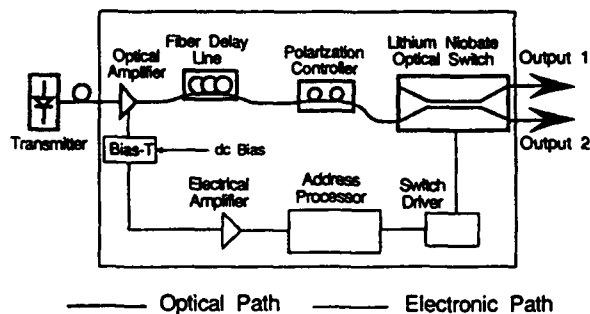 Optical
Amplifier
Fiber Delay
Line
Polarization
Controller
Lithium Niobate
Optical Switch
Output 1
Output 2
Transmitter
Bias-T
dc Bias
Electrical
Amplifier
Address
Processor
Switch
Driver
Optical Path
Electronic Path